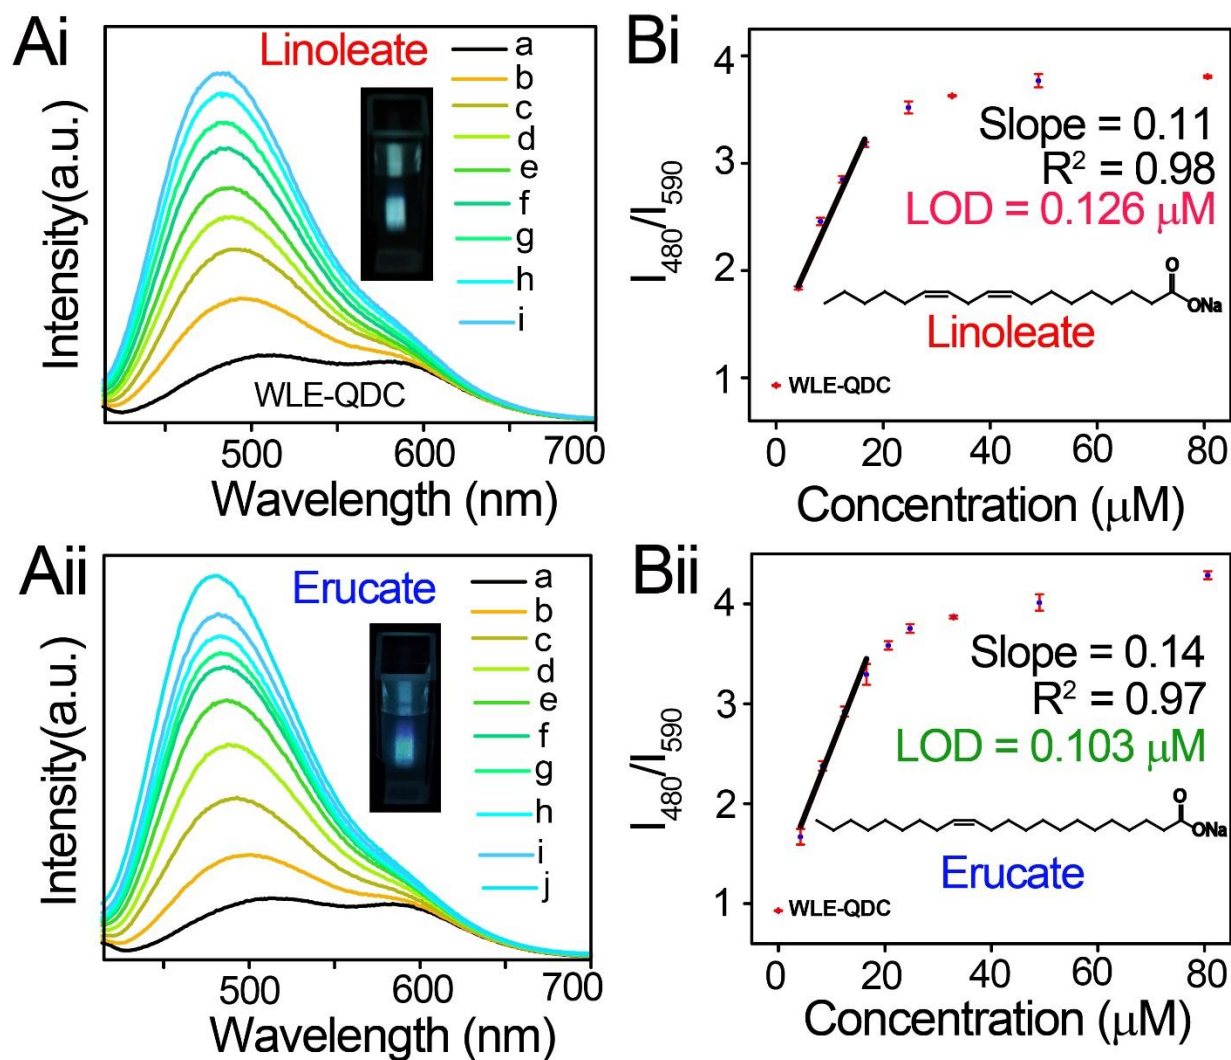 Ai
Linoleate
a
b
c
d
e
f
g
h
i
WLE-QDC
Intensity(a.u.)
500
600
700
Wavelength (nm)
Bi
4
3
2
1
I₄₈₀/I₅₉₀
Slope = 0.11
R² = 0.98
LOD = 0.126 μM
O
ONa
Linoleate
WLE-QDC
0
20
40
60
80
Concentration (μM)
Aii
Erucate
a
b
c
d
e
f
g
h
i
j
Intensity(a.u.)
500
600
700
Wavelength (nm)
Bii
4
3
2
1
I₄₈₀/I₅₉₀
Slope = 0.14
R² = 0.97
LOD = 0.103 μM
O
ONa
Erucate
WLE-QDC
0
20
40
60
80
Concentration (μM)